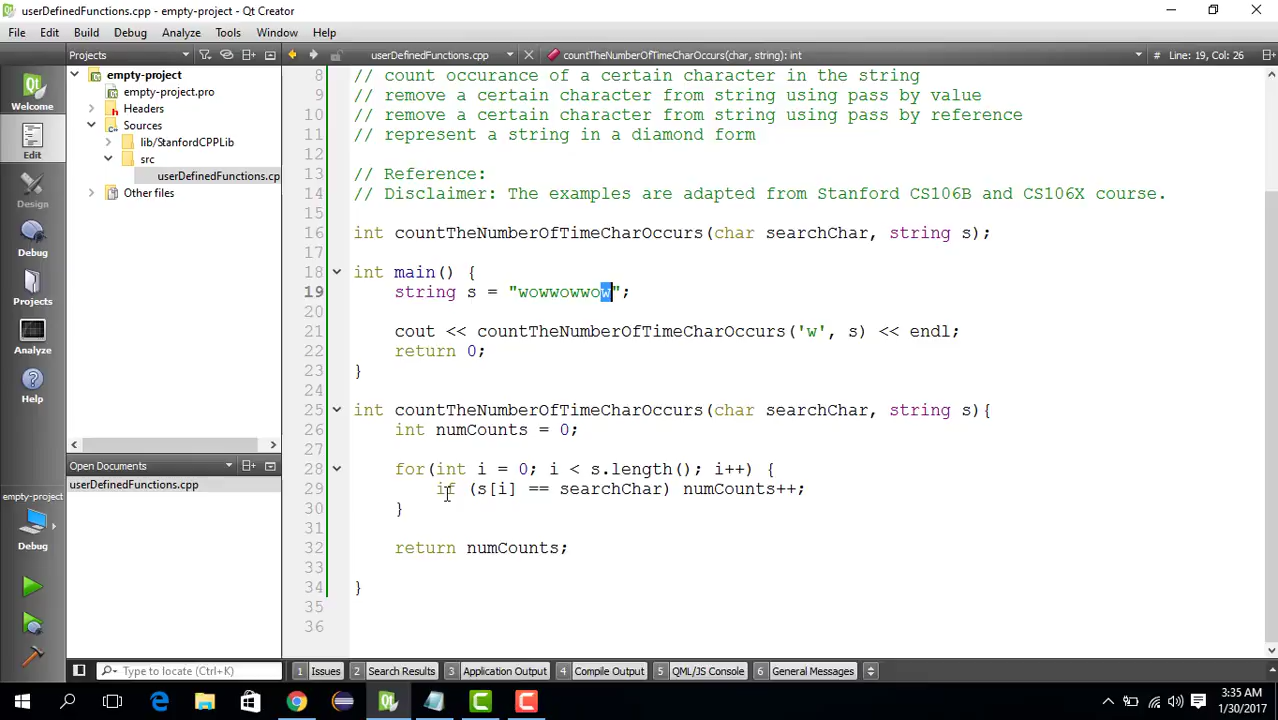 userDefinedFunctions.cpp - empty-project - Qt Creator
File Edit Build Debug Analyze Tools Window Help
Projects userDefinedFunctions.cpp countTheNumberOfTimeCharOccurs(char, string): int # Line: 19, Col: 26
Welcome
Edit
Design
Debug
Projects
Analyze
Help
empty-project
Debug
empty-project
empty-project.pro
Headers
Sources
lib/StanfordCPPLib
src
userDefinedFunctions.cp
Other files
Open Documents
userDefinedFunctions.cpp
8 // count occurance of a certain character in the string
9 // remove a certain character from string using pass by value
10 // remove a certain character from string using pass by reference
11 // represent a string in a diamond form
12
13 // Reference:
14 // Disclaimer: The examples are adapted from Stanford CS106B and CS106X course.
15
16 int countTheNumberOfTimeCharOccurs(char searchChar, string s);
17
18 int main() {
19 string s = "wowwowwow";
20
21 cout << countTheNumberOfTimeCharOccurs('w', s) << endl;
22 return 0;
23 }
24
25 int countTheNumberOfTimeCharOccurs(char searchChar, string s){
26 int numCounts = 0;
27
28 for(int i = 0; i < s.length(); i++) {
29 if (s[i] == searchChar) numCounts++;
30 }
31
32 return numCounts;
33
34 }
35
36
Type to locate (Ctrl+K) 1 Issues 2 Search Results 3 Application Output 4 Compile Output 5 QML/JS Console 6 General Messages
3:35 AM
1/30/2017